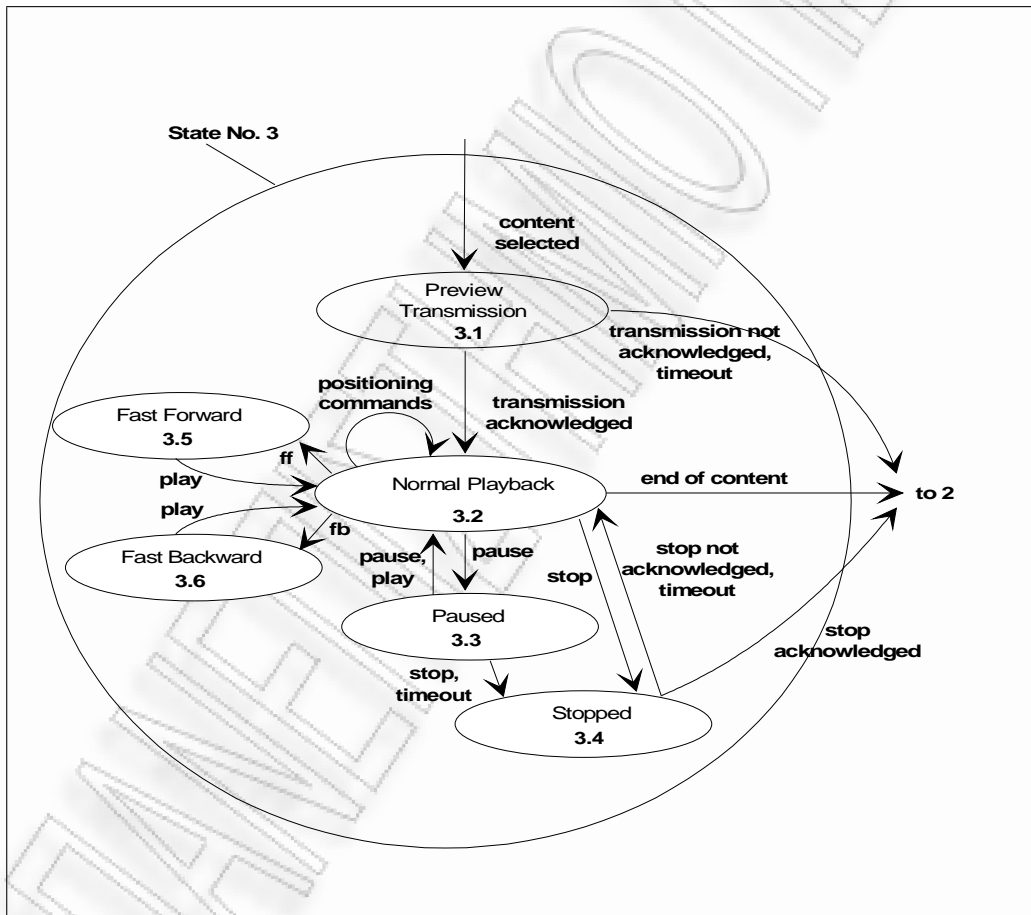 State No. 3
content
selected
Preview
Transmission
3.1
transmission not
acknowledged,
timeout
positioning
commands
transmission
acknowledged
Fast Forward
3.5
ff
play
Normal Playback
3.2
end of content
to 2
play
fb
Fast Backward
3.6
pause,
play
pause
stop
stop not
acknowledged,
timeout
Paused
3.3
stop
acknowledged
stop,
timeout
Stopped
3.4